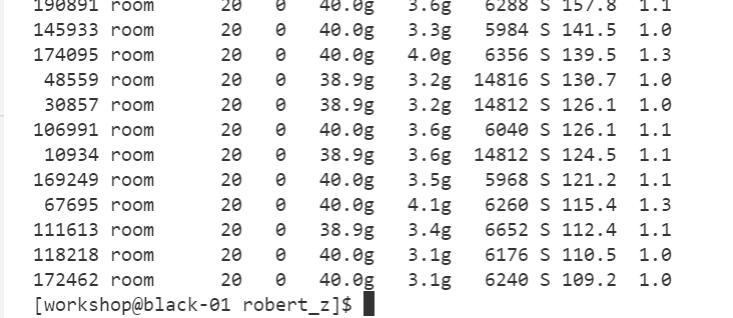 190891 room 20 0 40.0g 3.6g 6288 S 157.8 1.1
145933 room 20 0 40.0g 3.3g 5984 S 141.5 1.0
174095 room 20 0 40.0g 4.0g 6356 S 139.5 1.3
48559 room 20 0 38.9g 3.2g 14816 S 130.7 1.0
30857 room 20 0 38.9g 3.2g 14812 S 126.1 1.0
106991 room 20 0 40.0g 3.6g 6040 S 126.1 1.1
10934 room 20 0 38.9g 3.6g 14812 S 124.5 1.1
169249 room 20 0 40.0g 3.5g 5968 S 121.2 1.1
67695 room 20 0 40.0g 4.1g 6260 S 115.4 1.3
111613 room 20 0 38.9g 3.4g 6652 S 112.4 1.1
118218 room 20 0 40.0g 3.1g 6176 S 110.5 1.0
172462 room 20 0 40.0g 3.1g 6240 S 109.2 1.0
[workshop@black-01 robert_z]$